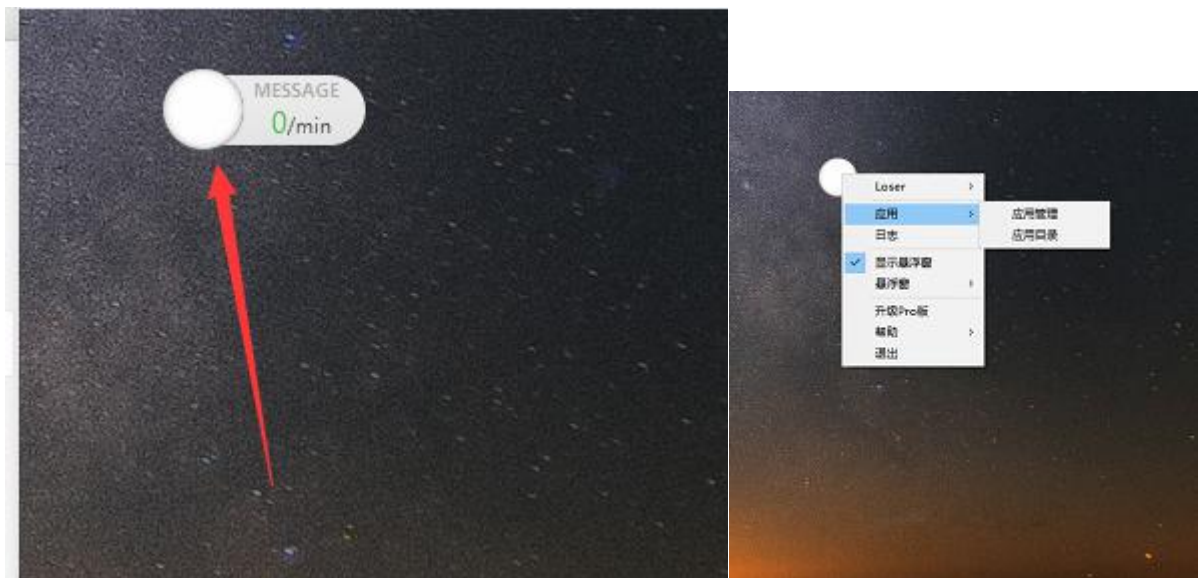 MESSAGE
0/min
Loser
应用
应用管理
日志
应用目录
显示悬浮窗
悬浮窗
升级Pro版
帮助
退出